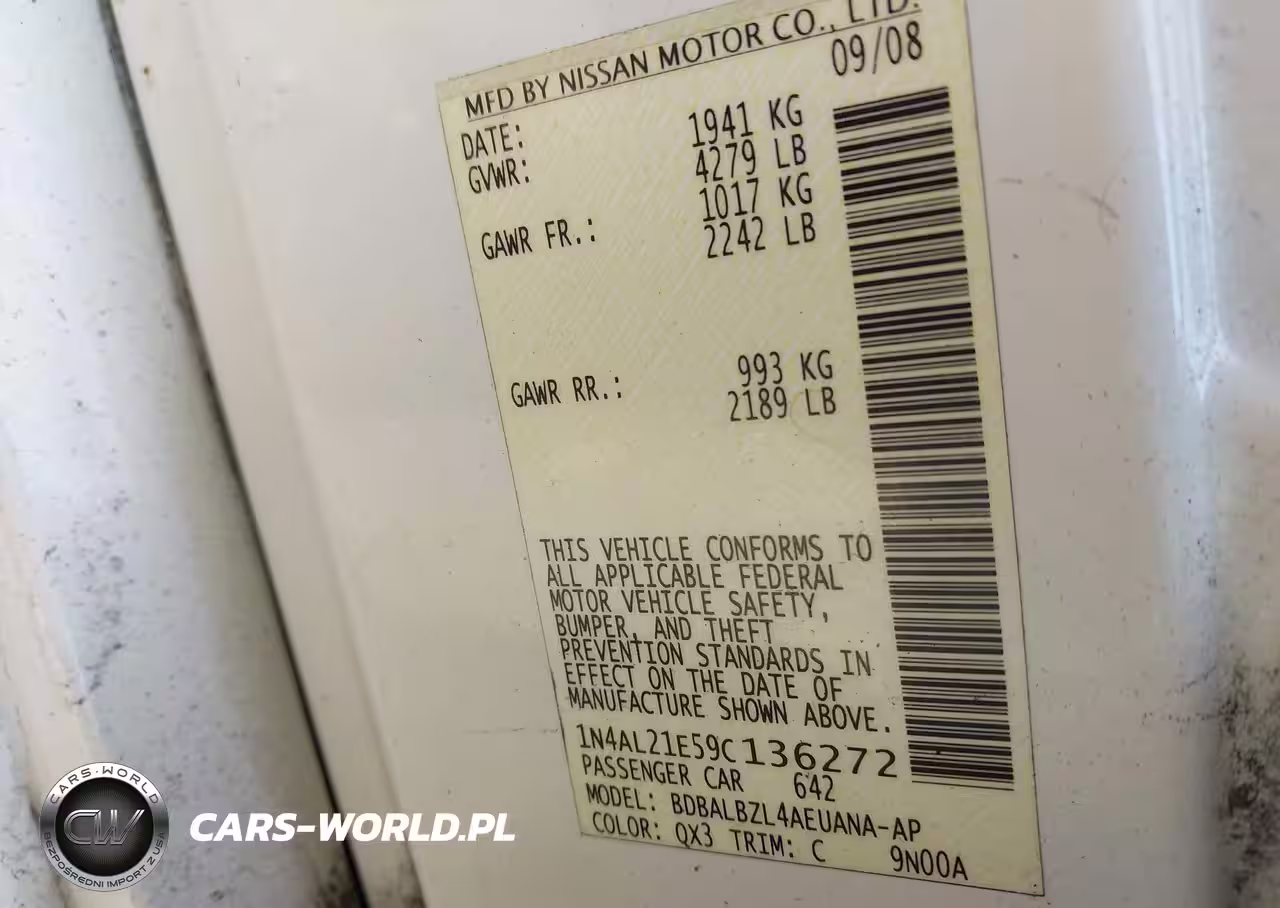 MFD BY NISSAN MOTOR CO., LTD.
DATE: 09/08
GVWR: 1941 KG
4279 LB
GAWR FR.: 1017 KG
2242 LB
GAWR RR.: 993 KG
2189 LB
THIS VEHICLE CONFORMS TO
ALL APPLICABLE FEDERAL
MOTOR VEHICLE SAFETY,
BUMPER, AND THEFT
PREVENTION STANDARDS IN
EFFECT ON THE DATE OF
MANUFACTURE SHOWN ABOVE.
1N4AL21E59C136272
PASSENGER CAR 642
MODEL: BDBALBZL4AEUANA-AP
COLOR: QX3 TRIM: C 9N00A
CARS-WORLD
CW
BEZPOŚREDNI IMPORT Z USA
CARS-WORLD.PL